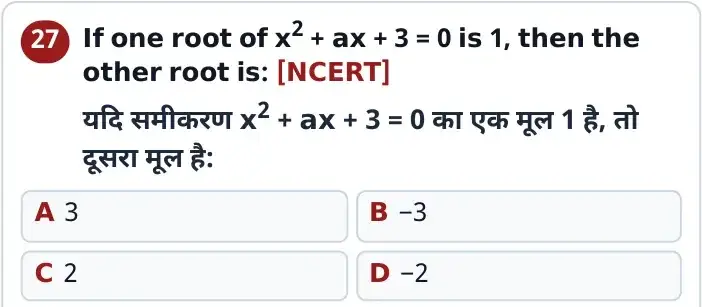 27 If one root of x² + ax + 3 = 0 is 1, then the
other root is: [NCERT]
यदि समीकरण x² + ax + 3 = 0 का एक मूल 1 है, तो
दूसरा मूल है:
A 3 B −3
C 2 D −2